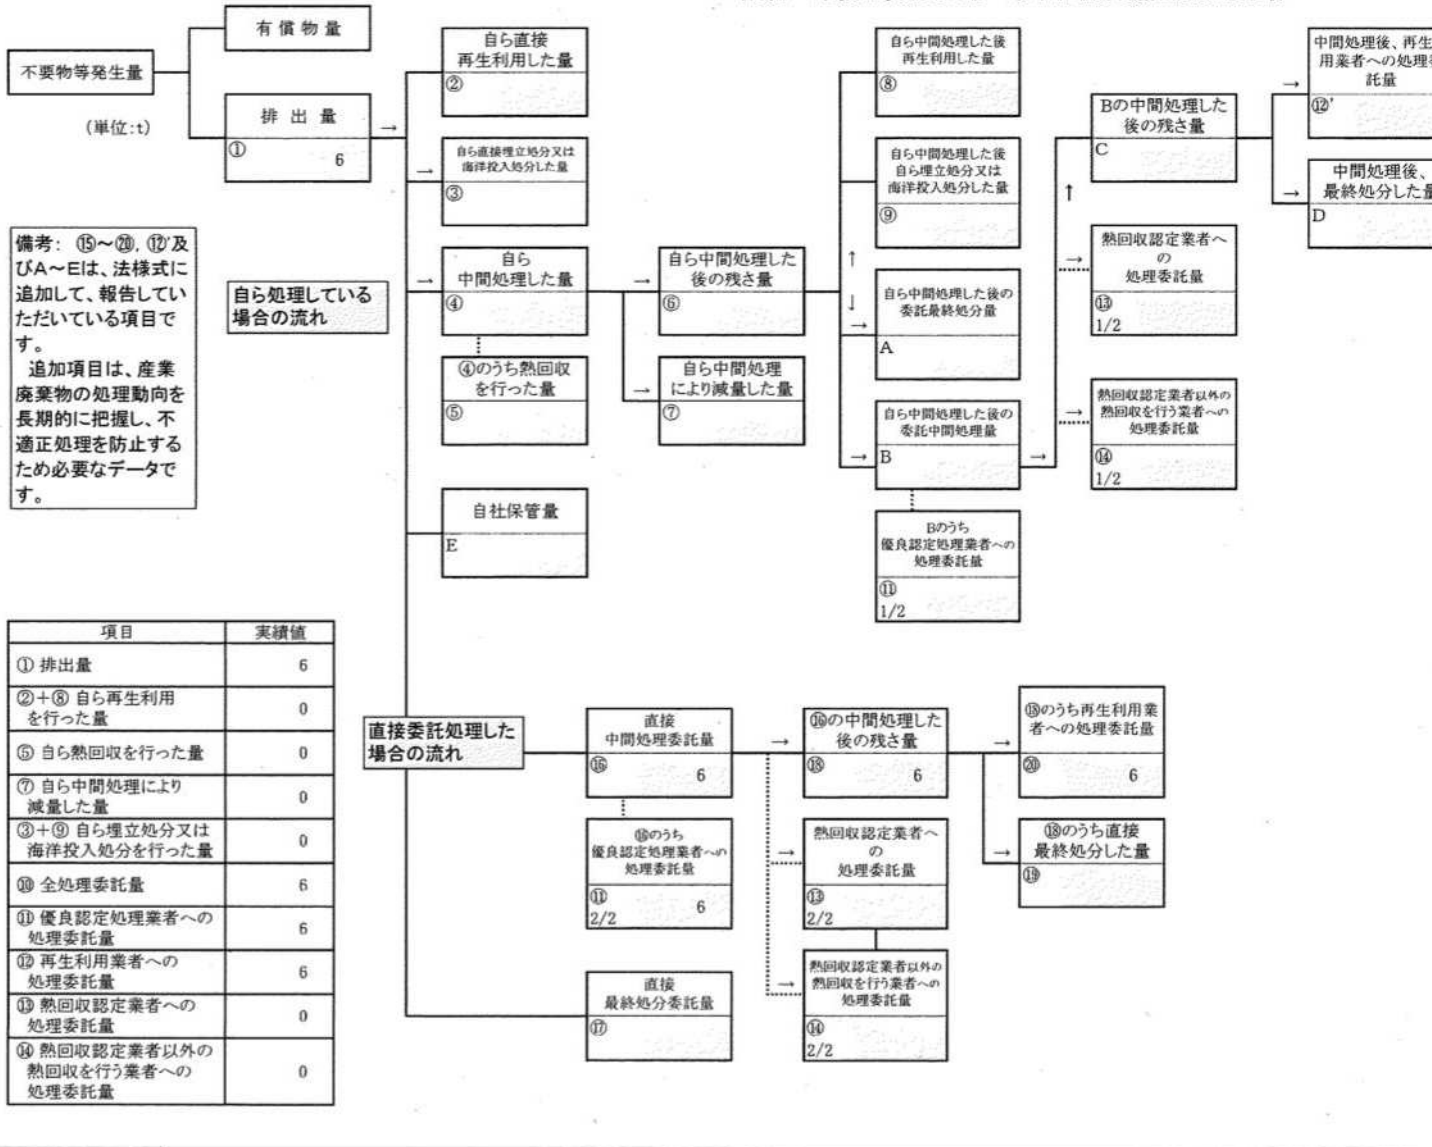 不要物等発生量
(単位:t)
有償物量
排出量
①
6
→
自ら直接
再生利用した量
②
→
自ら直接埋立処分又は
海洋投入処分した量
③
→
自ら
中間処理した量
④
④のうち熱回収
を行った量
⑤
自ら処理している
場合の流れ
→
自ら中間処理した
後の残さ量
⑥
→
自ら中間処理
により減量した量
⑦
自社保管量
E
自ら中間処理した後
再生利用した量
⑧
自ら中間処理した後
自ら埋立処分又は
海洋投入処分した量
⑨
↑
↓
→
自ら中間処理した後の
委託最終処分量
A
→
自ら中間処理した後の
委託中間処理量
B
→
Bのうち
優良認定処理業者への
処理委託量
⑪
1/2
↑
Bの中間処理した
後の残さ量
C
→
熱回収認定業者へ
の
処理委託量
⑬
1/2
→
熱回収認定業者以外の
熱回収を行う業者への
処理委託量
⑭
1/2
→
中間処理後、再生
用業者への処理
託量
⑫'
→
中間処理後、
最終処分した
D
備考: ⑮~⑳, ⑫'及
びA~Eは、法様式に
追加して、報告してい
ただいている項目で
す。
追加項目は、産業
廃棄物の処理動向を
長期的に把握し、不
適正処理を防止する
ため必要なデータで
す。
項目 実績値
① 排出量 6
②+⑧ 自ら再生利用
を行った量 0
⑤ 自ら熱回収を行った量 0
⑦ 自ら中間処理により
減量した量 0
③+⑨ 自ら埋立処分又は
海洋投入処分を行った量 0
⑩ 全処理委託量 6
⑪ 優良認定処理業者への
処理委託量 6
⑫ 再生利用業者への
処理委託量 6
⑬ 熱回収認定業者への
処理委託量 0
⑭ 熱回収認定業者以外の
熱回収を行う業者への
処理委託量 0
直接委託処理した
場合の流れ
直接
中間処理委託量
⑯
6
⑯のうち
優良認定処理業者への
処理委託量
⑪
6
2/2
直接
最終処分委託量
⑰
→
⑯の中間処理した
後の残さ量
⑱
6
→
熱回収認定業者へ
の
処理委託量
⑬
2/2
→
熱回収認定業者以外の
熱回収を行う業者への
処理委託量
⑭
2/2
→
⑱のうち再生利用業
者への処理委託量
⑳
6
→
⑱のうち直接
最終処分した量
⑲